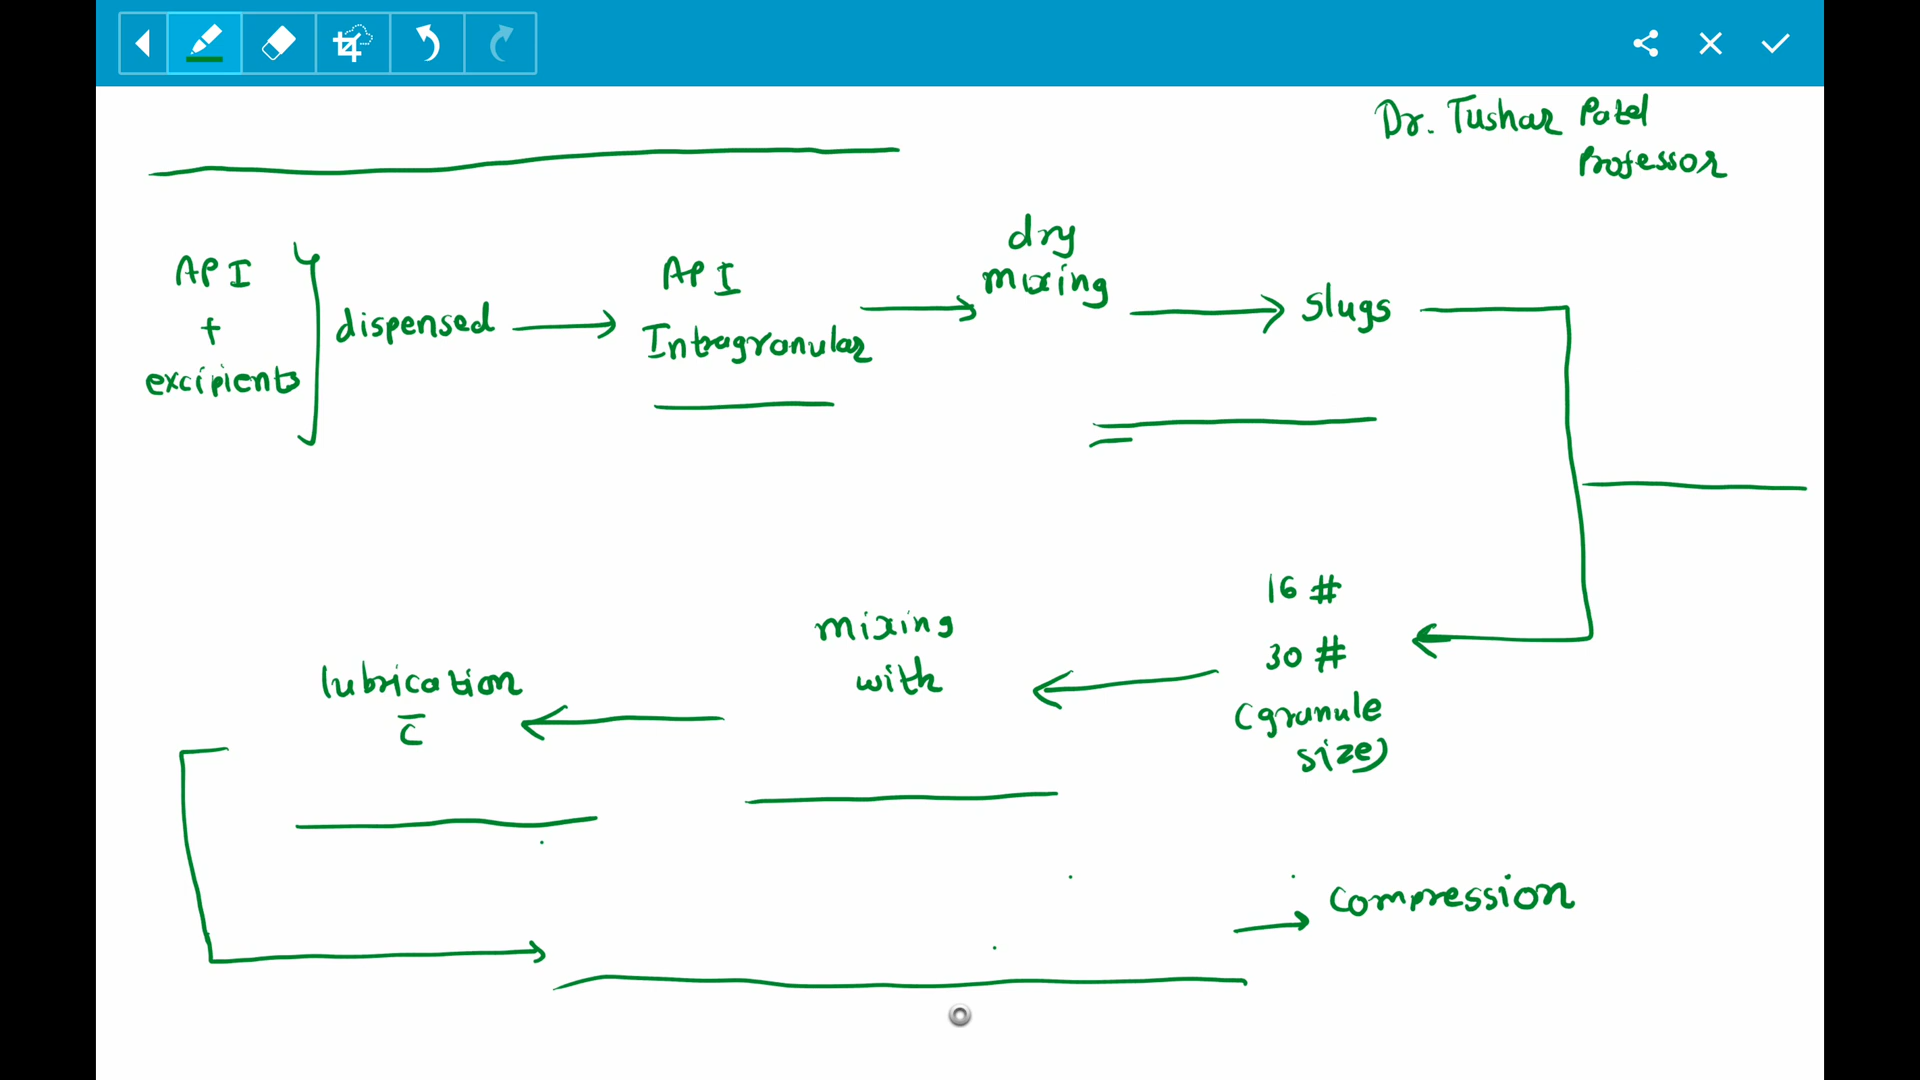 Dr. Tushar Patel
Professor
API
+
excipients
dispensed
API
Intragranular
dry
mixing
Slugs
16 #
30 #
(granule
size)
mixing
with
lubrication
c̄
compression